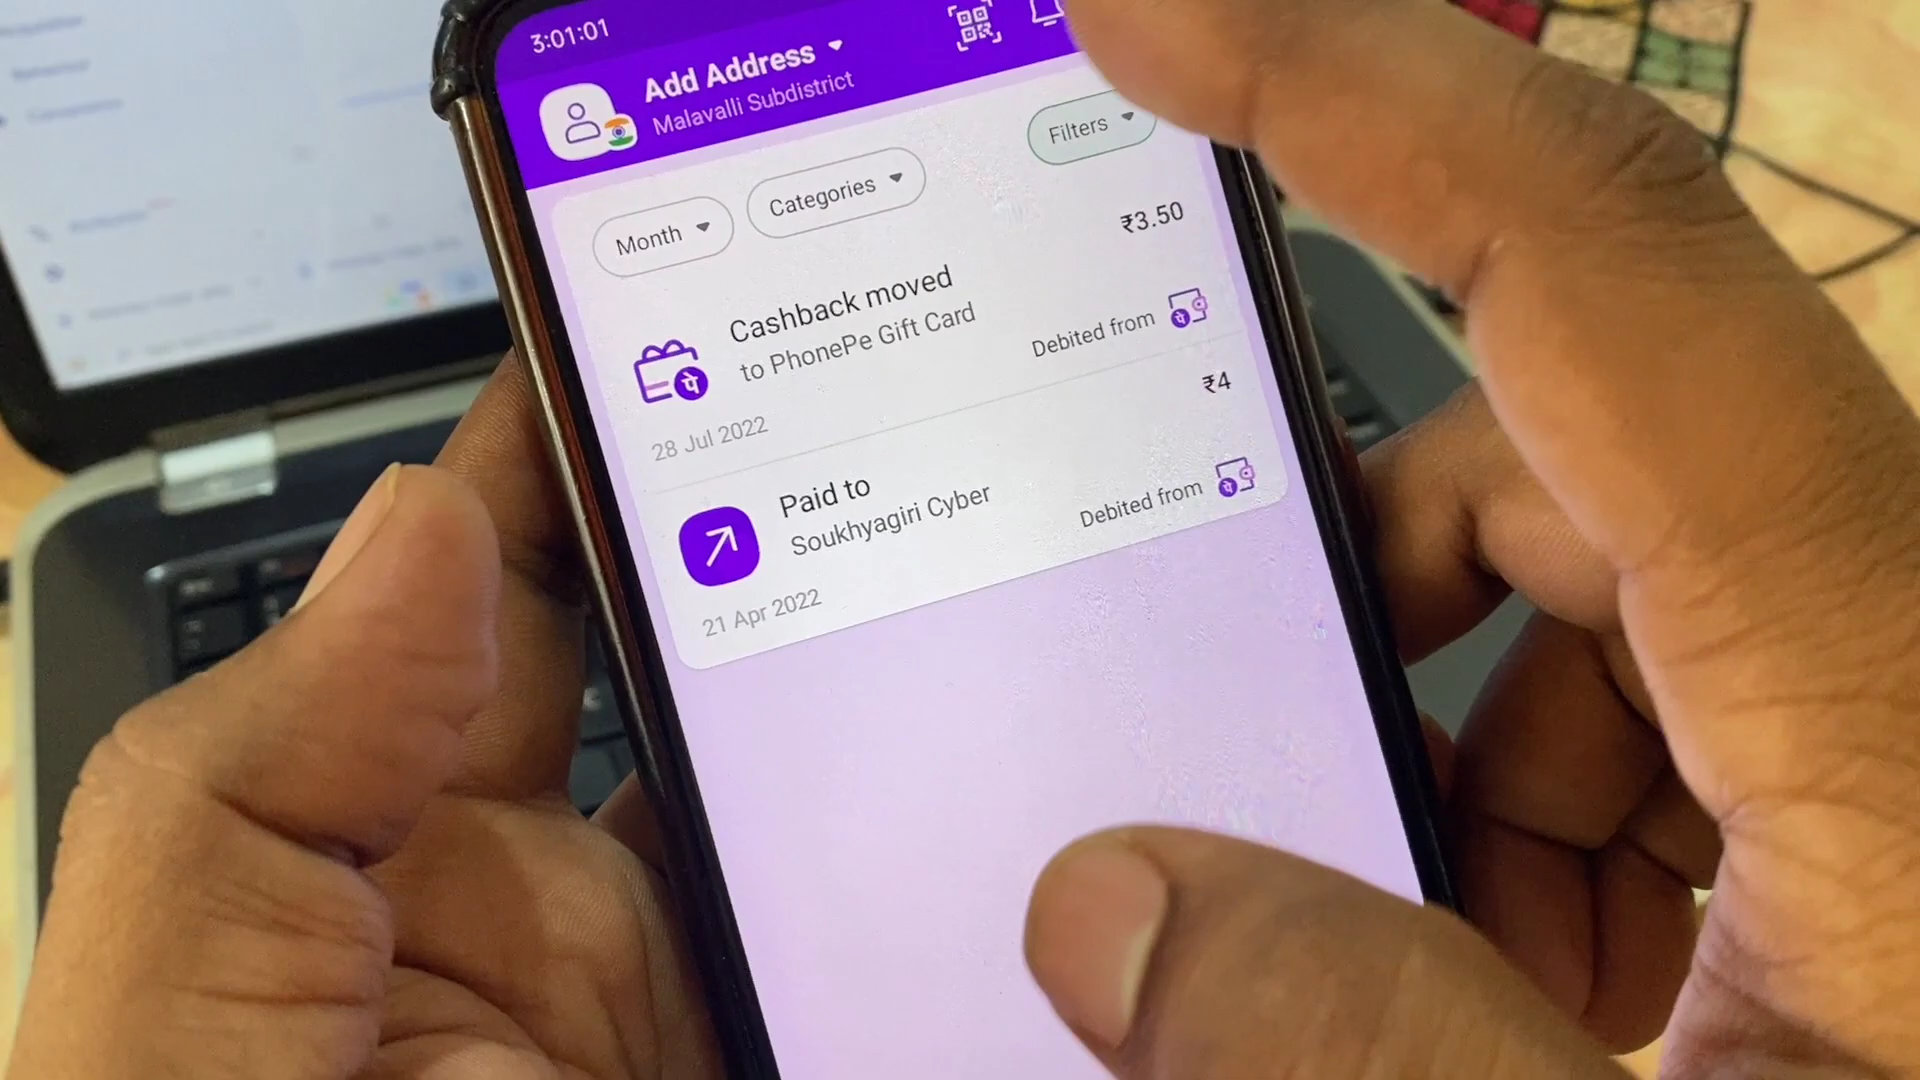 3:01:01
Add Address
Malavalli Subdistrict
Month
Categories
Filters
Cashback moved
to PhonePe Gift Card
₹3.50
28 Jul 2022
Debited from
पे
पे
Paid to
Soukhyagiri Cyber
₹4
21 Apr 2022
Debited from
पे